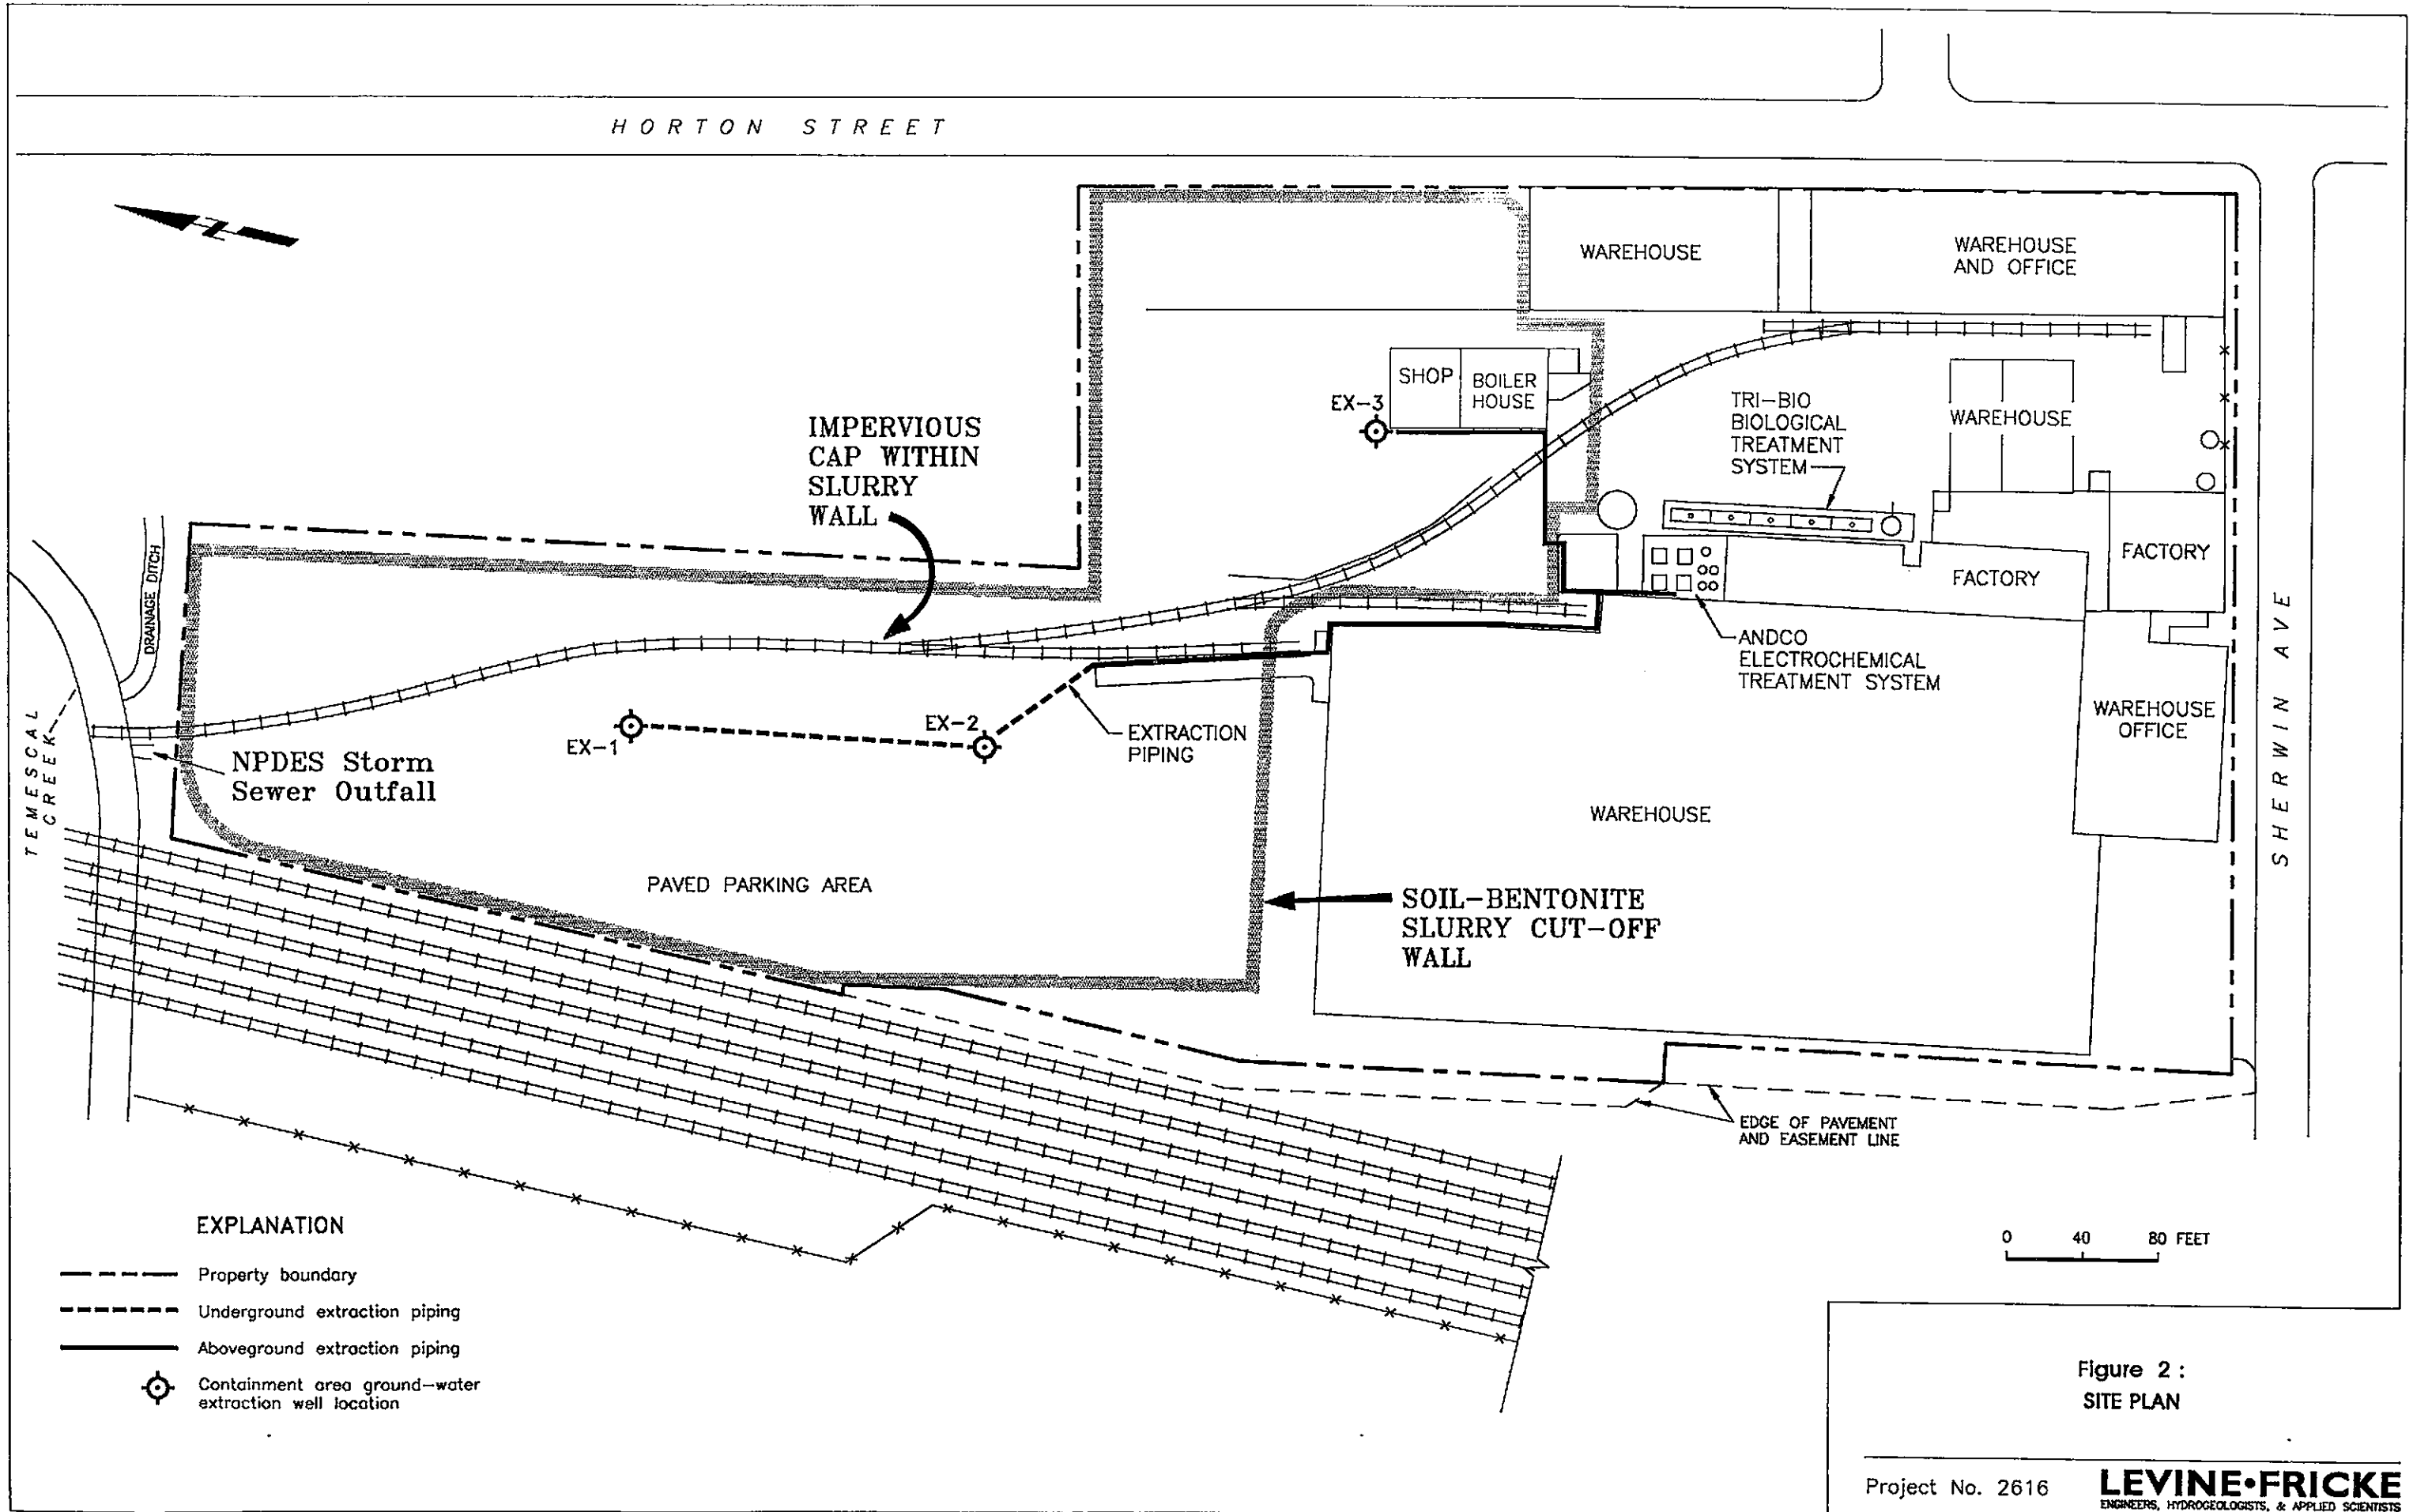 HORTON STREET
WAREHOUSE
WAREHOUSE
AND OFFICE
SHOP
BOILER
HOUSE
EX-3
TRI-BIO
BIOLOGICAL
TREATMENT
SYSTEM
WAREHOUSE
IMPERVIOUS
CAP WITHIN
SLURRY
WALL
DRAINAGE DITCH
FACTORY
FACTORY
SHERWIN AVE
ANDCO
ELECTROCHEMICAL
TREATMENT SYSTEM
TEMESCAL
CREEK
EX-1
EX-2
EXTRACTION
PIPING
WAREHOUSE
OFFICE
NPDES Storm
Sewer Outfall
WAREHOUSE
PAVED PARKING AREA
SOIL-BENTONITE
SLURRY CUT-OFF
WALL
EDGE OF PAVEMENT
AND EASEMENT LINE
EXPLANATION
Property boundary
Underground extraction piping
Aboveground extraction piping
Containment area ground-water
extraction well location
0 40 80 FEET
Figure 2 :
SITE PLAN
Project No. 2616
LEVINE•FRICKE
ENGINEERS, HYDROGEOLOGISTS, & APPLIED SCIENTISTS